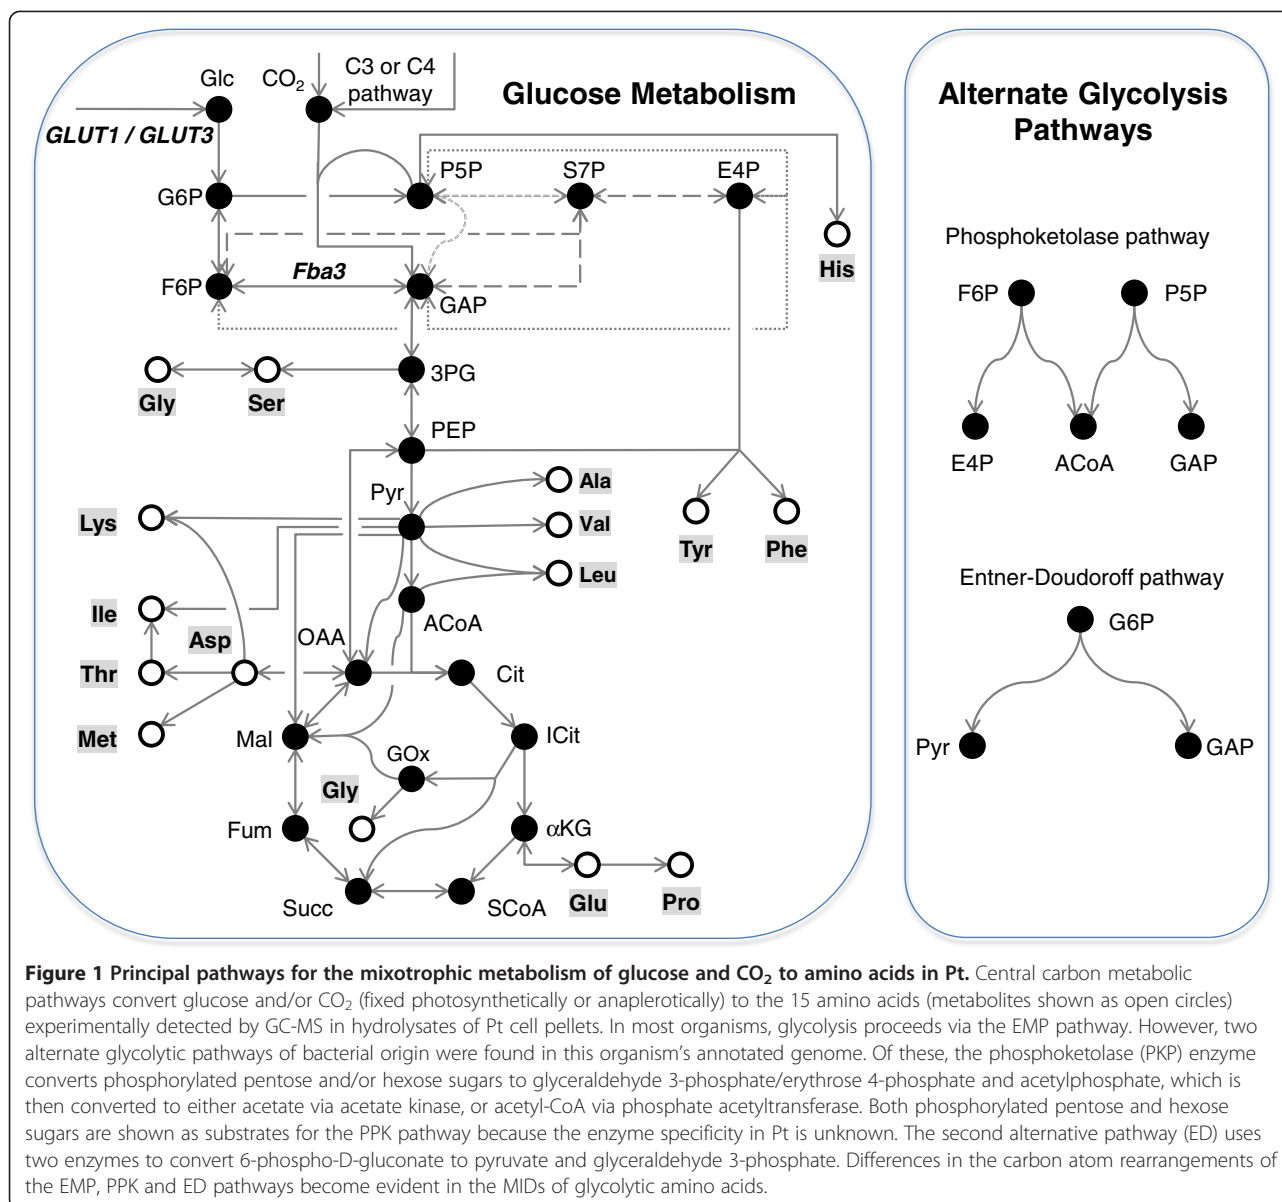 Glucose Metabolism
Glc
CO2
C3 or C4
pathway
GLUT1 / GLUT3
G6P
P5P
S7P
E4P
His
F6P
Fba3
GAP
3PG
Gly
Ser
PEP
Pyr
Ala
Lys
Val
Tyr
Phe
Leu
Ile
ACoA
Asp
OAA
Thr
Cit
Met
Mal
ICit
GOx
Gly
Fum
αKG
Succ
SCoA
Glu
Pro
Alternate Glycolysis
Pathways
Phosphoketolase pathway
F6P
P5P
E4P
ACoA
GAP
Entner-Doudoroff pathway
G6P
Pyr
GAP
Figure 1 Principal pathways for the mixotrophic metabolism of glucose and CO2 to amino acids in Pt. Central carbon metabolic
pathways convert glucose and/or CO2 (fixed photosynthetically or anaplerotically) to the 15 amino acids (metabolites shown as open circles)
experimentally detected by GC-MS in hydrolysates of Pt cell pellets. In most organisms, glycolysis proceeds via the EMP pathway. However, two
alternate glycolytic pathways of bacterial origin were found in this organism's annotated genome. Of these, the phosphoketolase (PKP) enzyme
converts phosphorylated pentose and/or hexose sugars to glyceraldehyde 3-phosphate/erythrose 4-phosphate and acetylphosphate, which is
then converted to either acetate via acetate kinase, or acetyl-CoA via phosphate acetyltransferase. Both phosphorylated pentose and hexose
sugars are shown as substrates for the PPK pathway because the enzyme specificity in Pt is unknown. The second alternative pathway (ED) uses
two enzymes to convert 6-phospho-D-gluconate to pyruvate and glyceraldehyde 3-phosphate. Differences in the carbon atom rearrangements of
the EMP, PPK and ED pathways become evident in the MIDs of glycolytic amino acids.